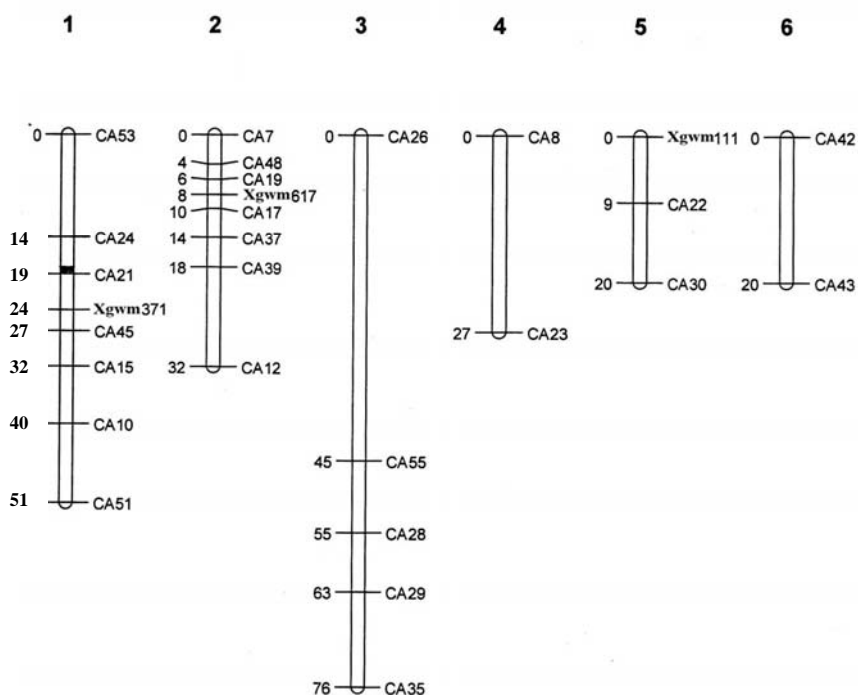 1 2 3 4 5 6
0 CA53
14 CA24
19 CA21
24 Xgwm371
27 CA45
32 CA15
40 CA10
51 CA51
0 CA7
4 CA48
6 CA19
8 Xgwm617
10 CA17
14 CA37
18 CA39
32 CA12
0 CA26
45 CA55
55 CA28
63 CA29
76 CA35
0 CA8
27 CA23
0 Xgwm111
9 CA22
20 CA30
0 CA42
20 CA43